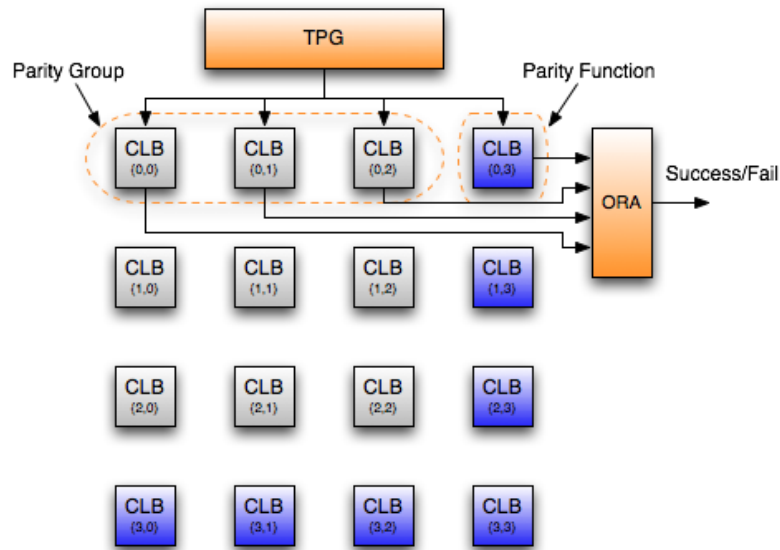 TPG
Parity Group
Parity Function
CLB
{0,0}
CLB
{0,1}
CLB
{0,2}
CLB
{0,3}
Success/Fail
ORA
CLB
{1,0}
CLB
{1,1}
CLB
{1,2}
CLB
{1,3}
CLB
{2,0}
CLB
{2,1}
CLB
{2,2}
CLB
{2,3}
CLB
{3,0}
CLB
{3,1}
CLB
{3,2}
CLB
{3,3}